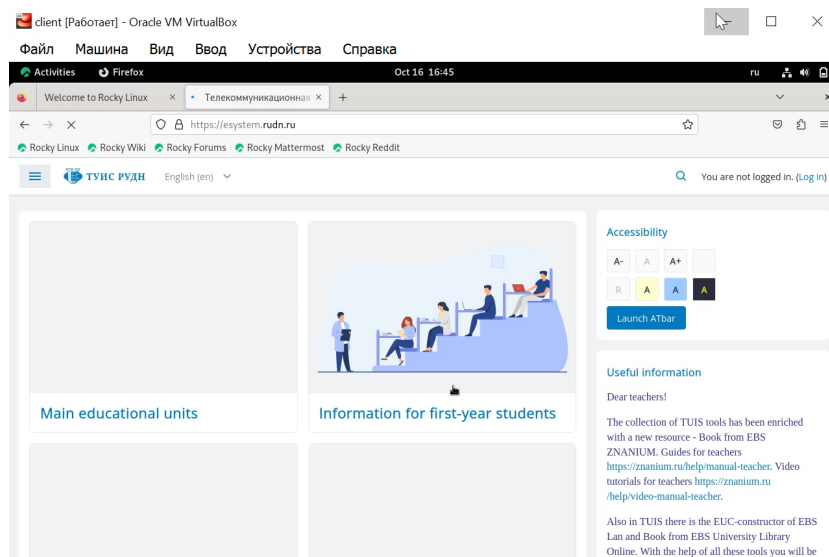 client [Работает] - Oracle VM VirtualBox
Файл Машина Вид Ввод Устройства Справка
Activities Firefox Oct 16 16:45 ru
Welcome to Rocky Linux × Телекоммуникационная × +
https://esystem.rudn.ru
Rocky Linux Rocky Wiki Rocky Forums Rocky Mattermost Rocky Reddit
ТУИС РУДН English (en) You are not logged in. (Log in)
Main educational units
Information for first-year students
Accessibility
A- A A+
R A A A
Launch ATbar
Useful information
Dear teachers!
The collection of TUIS tools has been enriched
with a new resource - Book from EBS
ZNANIUM. Guides for teachers
https://znanium.ru/help/manual-teacher. Video
tutorials for teachers https://znanium.ru
/help/video-manual-teacher.
Also in TUIS there is the EUC-constructor of EBS
Lan and Book from EBS University Library
Online. With the help of all these tools you will be